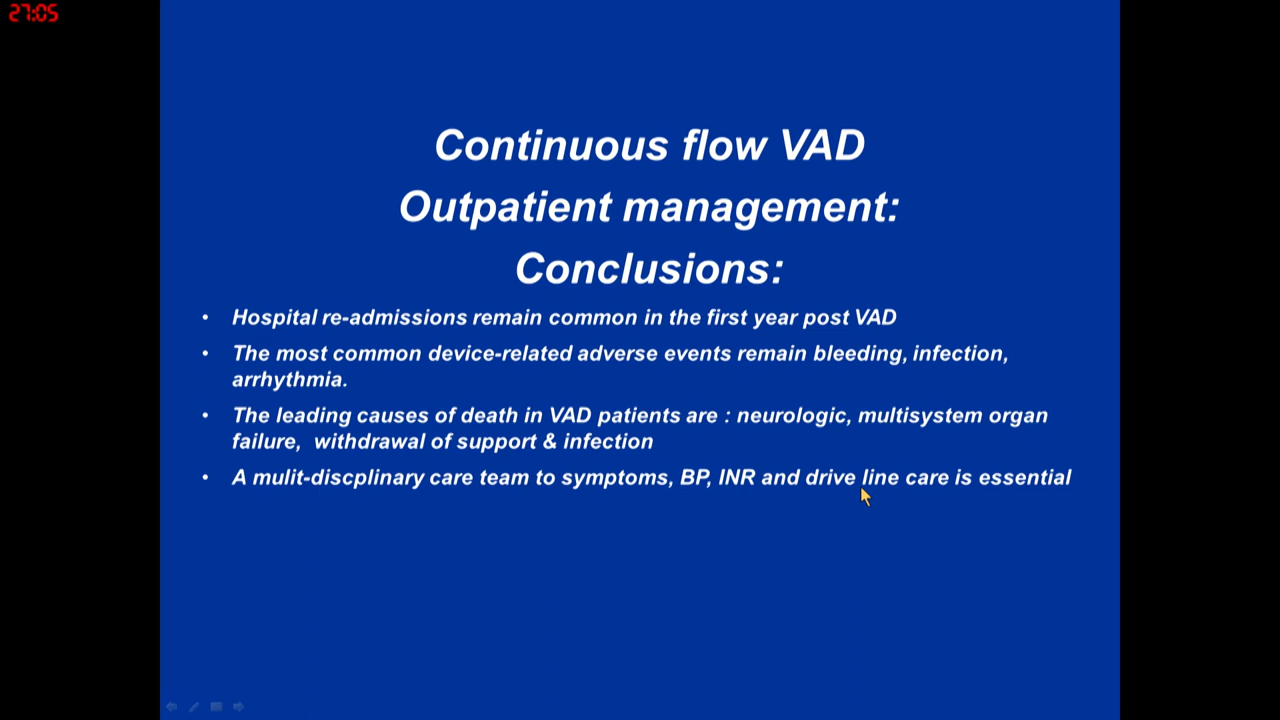 27:05
Continuous flow VAD
Outpatient management:
Conclusions:
• Hospital re-admissions remain common in the first year post VAD
• The most common device-related adverse events remain bleeding, infection,
arrhythmia.
• The leading causes of death in VAD patients are : neurologic, multisystem organ
failure,  withdrawal of support & infection
• A mulit-discplinary care team to symptoms, BP, INR and drive line care is essential